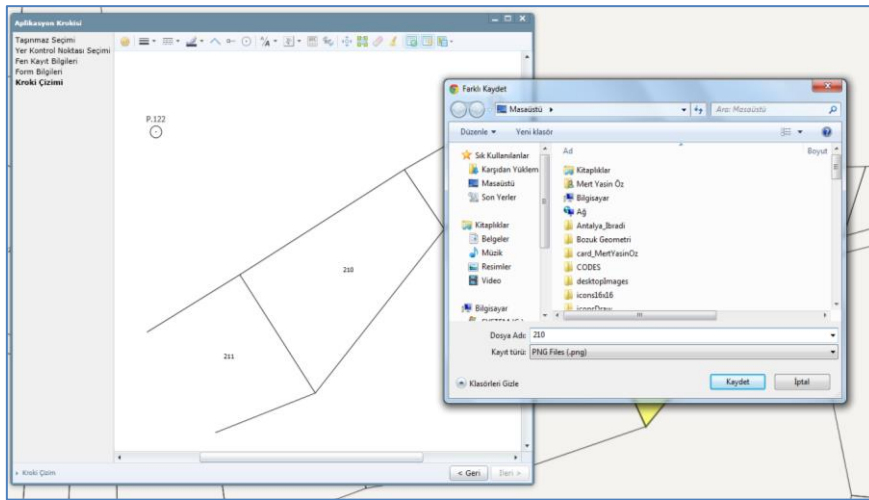 Aplikasyon Krokisi
Taşınmaz Seçimi
Yer Kontrol Noktası Seçimi
Fen Kayıt Bilgileri
Form Bilgileri
Kroki Çizimi
P.122
210
211
Kroki Çizim
< Geri
İleri >
Farklı Kaydet
Masaüstü
Ara: Masaüstü
Düzenle
Yeni klasör
Sık Kullanılanlar
Karşıdan Yüklem
Masaüstü
Son Yerler
Kitaplıklar
Belgeler
Müzik
Resimler
Video
Bilgisayar
Ad
Boyut
Kitaplıklar
Mert Yasin Öz
Bilgisayar
Ağ
Antalya_Ibradi
Bozuk Geometri
card_MertYasinOz
CODES
desktopImages
icons16x16
iconsDraw
Dosya Adı: 210
Kayıt türü: PNG Files (.png)
Klasörleri Gizle
Kaydet
İptal